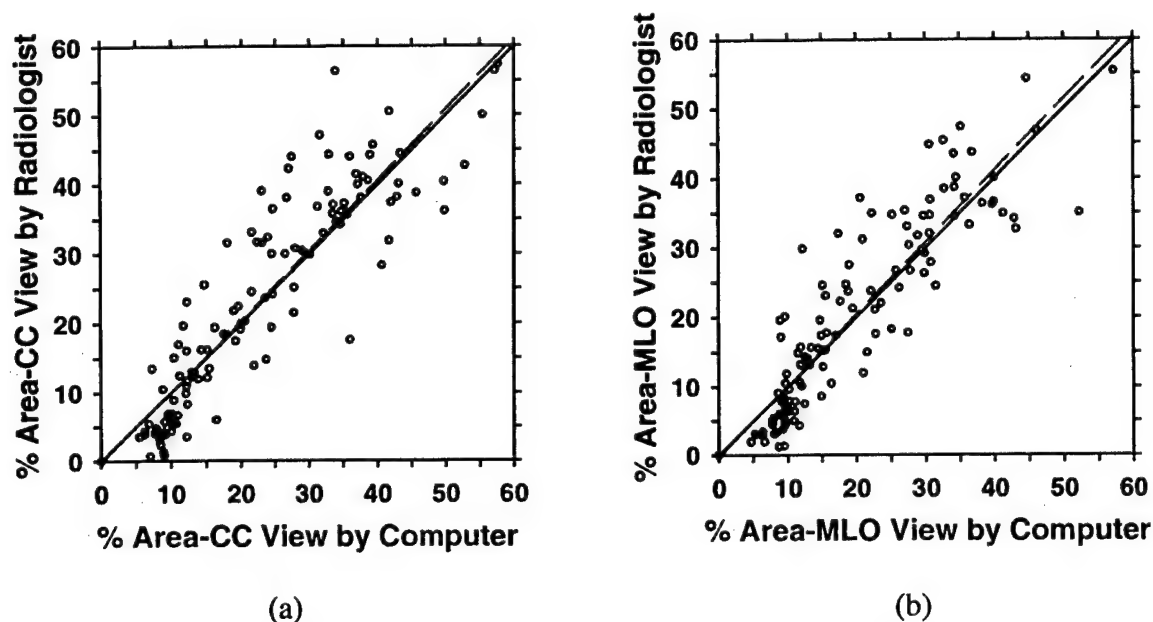 % Area-CC View by Radiologist
60
50
40
30
20
10
0
0 10 20 30 40 50 60
% Area-CC View by Computer
(a)
% Area-MLO View by Radiologist
60
50
40
30
20
10
0
0 10 20 30 40 50 60
% Area-MLO View by Computer
(b)